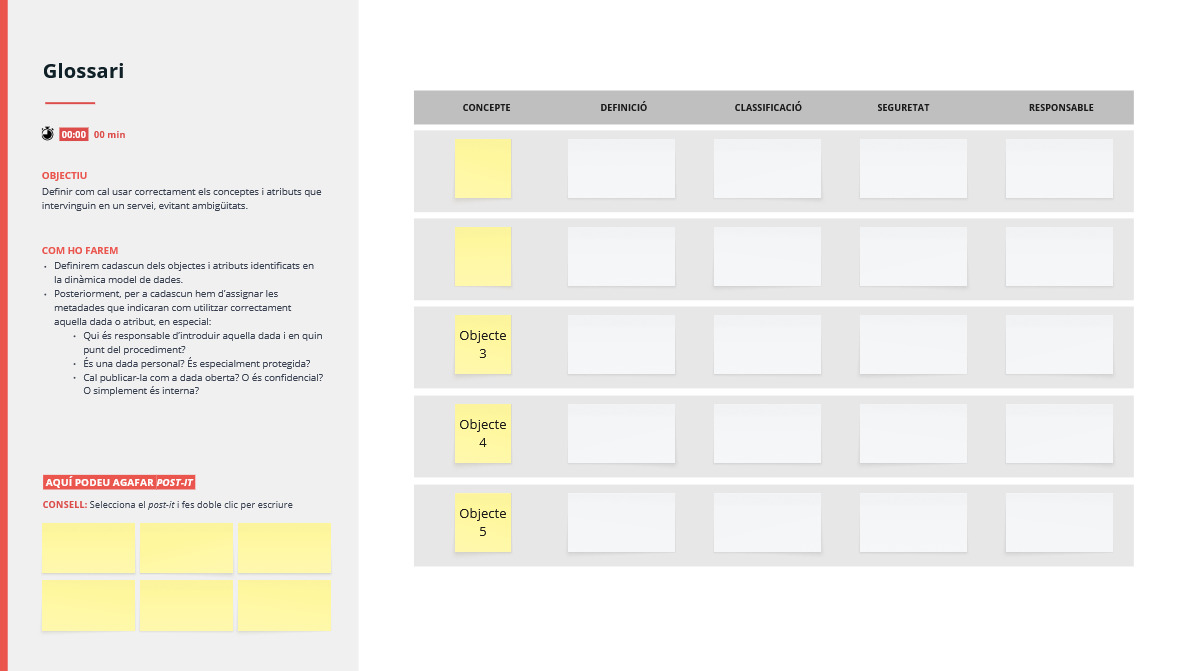 Glossari
00:00 00 min
OBJECTIU
Definir com cal usar correctament els conceptes i atributs que
intervinguin en un servei, evitant ambigüitats.
COM HO FAREM
• Definirem cadascun dels objectes i atributs identificats en
la dinàmica model de dades.
• Posteriorment, per a cadascun hem d'assignar les
metadades que indicaran com utilitzar correctament
aquella dada o atribut, en especial:
• Qui és responsable d'introduir aquella dada i en quin
punt del procediment?
• És una dada personal? És especialment protegida?
• Cal publicar-la com a dada oberta? O és confidencial?
O simplement és interna?
AQUÍ PODEU AGAFAR POST-IT
CONSELL: Selecciona el post-it i fes doble clic per escriure
CONCEPTE DEFINICIÓ CLASSIFICACIÓ SEGURETAT RESPONSABLE
Objecte
3
Objecte
4
Objecte
5